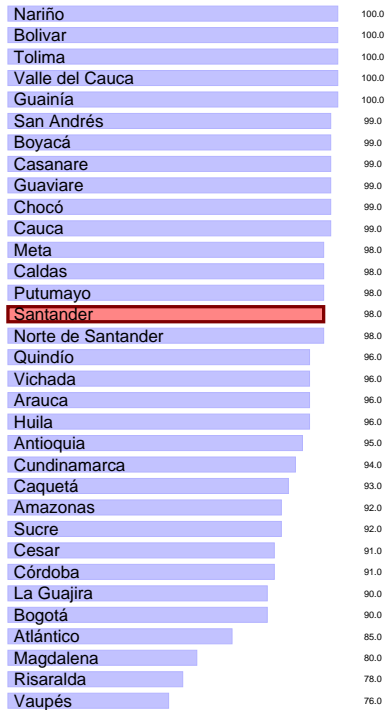 Nariño 100.0
Bolivar 100.0
Tolima 100.0
Valle del Cauca 100.0
Guainía 100.0
San Andrés 99.0
Boyacá 99.0
Casanare 99.0
Guaviare 99.0
Chocó 99.0
Cauca 99.0
Meta 98.0
Caldas 98.0
Putumayo 98.0
Santander 98.0
Norte de Santander 98.0
Quindío 96.0
Vichada 96.0
Arauca 96.0
Huila 96.0
Antioquia 95.0
Cundinamarca 94.0
Caquetá 93.0
Amazonas 92.0
Sucre 92.0
Cesar 91.0
Córdoba 91.0
La Guajira 90.0
Bogotá 90.0
Atlántico 85.0
Magdalena 80.0
Risaralda 78.0
Vaupés 76.0